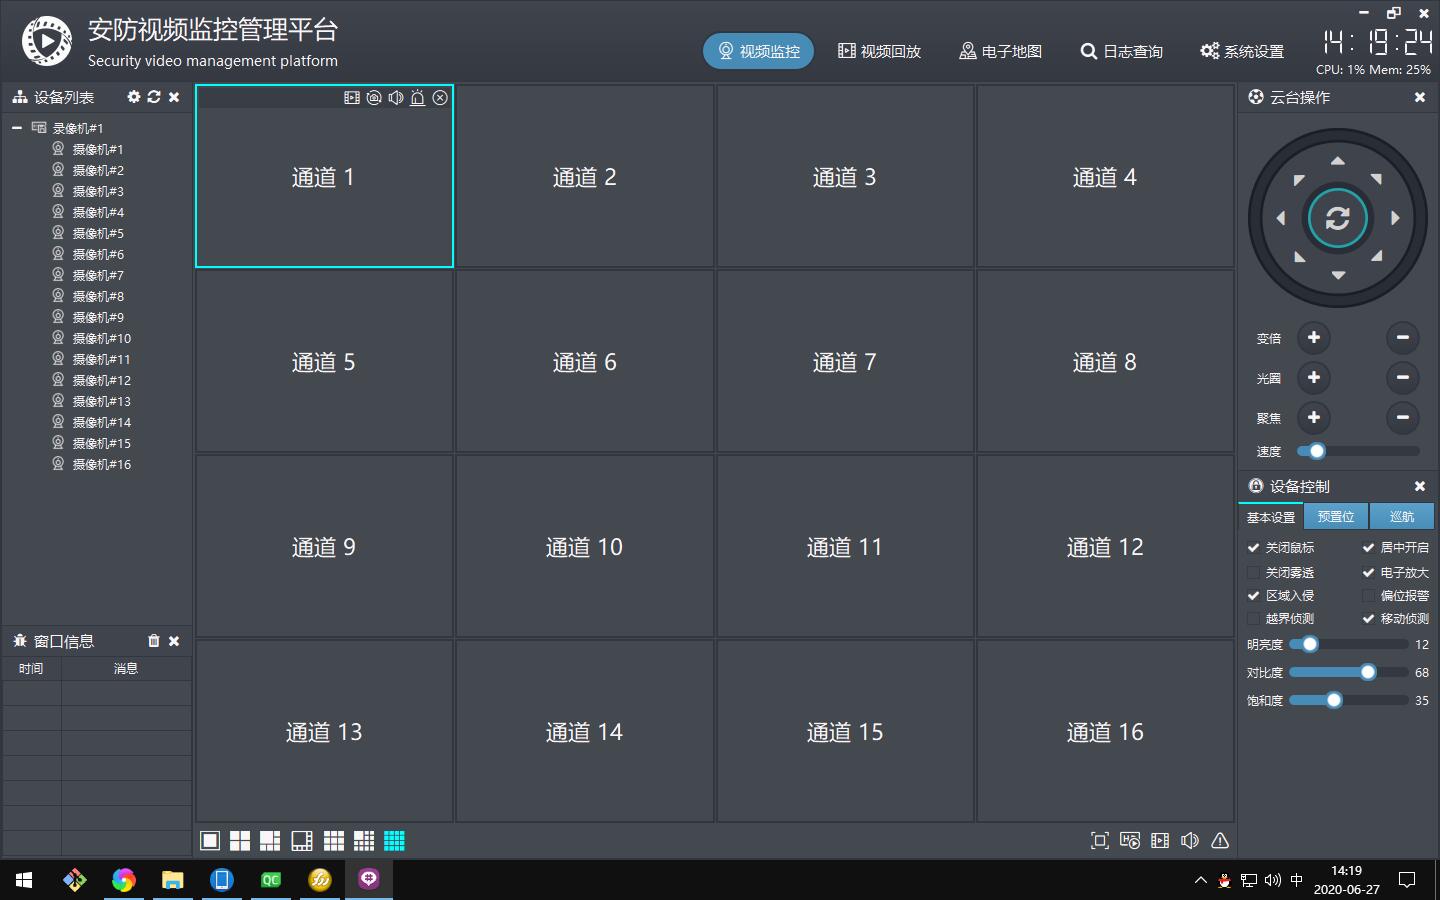 安防视频监控管理平台
Security video management platform
视频监控
视频回放
电子地图
日志查询
系统设置
14:19:24
CPU: 1% Mem: 25%
设备列表
录像机#1
摄像机#1
摄像机#2
摄像机#3
摄像机#4
摄像机#5
摄像机#6
摄像机#7
摄像机#8
摄像机#9
摄像机#10
摄像机#11
摄像机#12
摄像机#13
摄像机#14
摄像机#15
摄像机#16
窗口信息
时间 消息
通道 1
通道 2
通道 3
通道 4
通道 5
通道 6
通道 7
通道 8
通道 9
通道 10
通道 11
通道 12
通道 13
通道 14
通道 15
通道 16
云台操作
变倍
光圈
聚焦
速度
设备控制
基本设置 预置位 巡航
关闭鼠标 居中开启
关闭雾透 电子放大
区域入侵 偏位报警
越界侦测 移动侦测
明亮度 12
对比度 68
饱和度 35
QC
中
14:19
2020-06-27